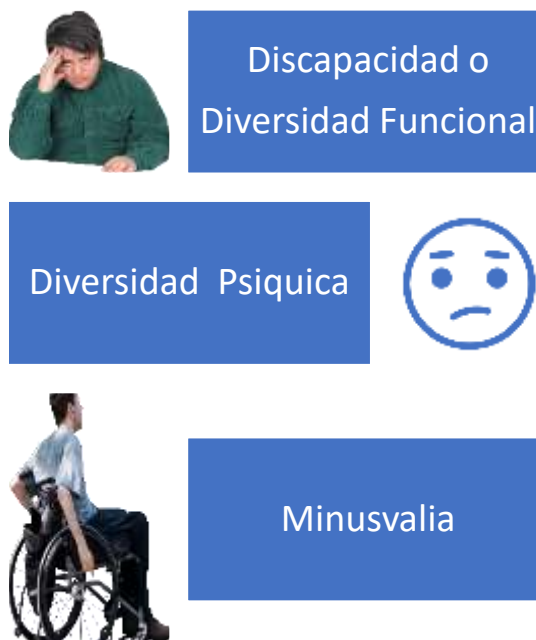 Discapacidad o
Diversidad Funcional
Diversidad Psiquica
Minusvalia